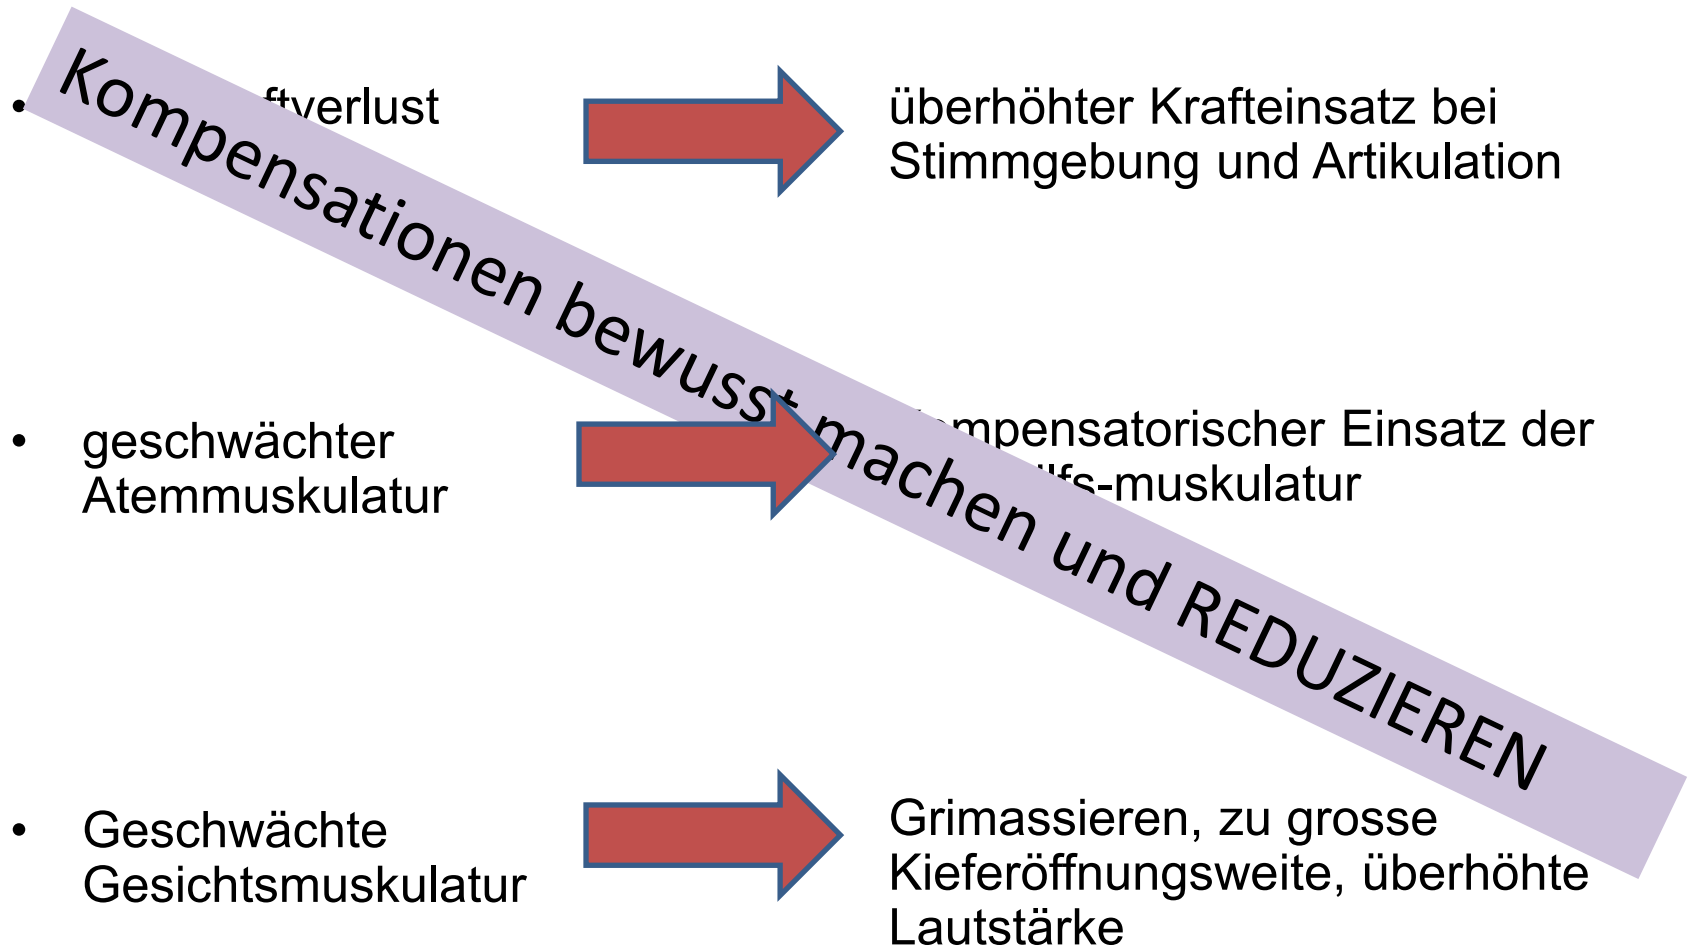 Kompensationen bewusst machen und REDUZIEREN
• ftverlust
überhöhter Krafteinsatz bei
Stimmgebung und Artikulation
• geschwächter
Atemmuskulatur
mpensatorischer Einsatz der
lfs-muskulatur
• Geschwächte
Gesichtsmuskulatur
Grimassieren, zu grosse
Kieferöffnungsweite, überhöhte
Lautstärke